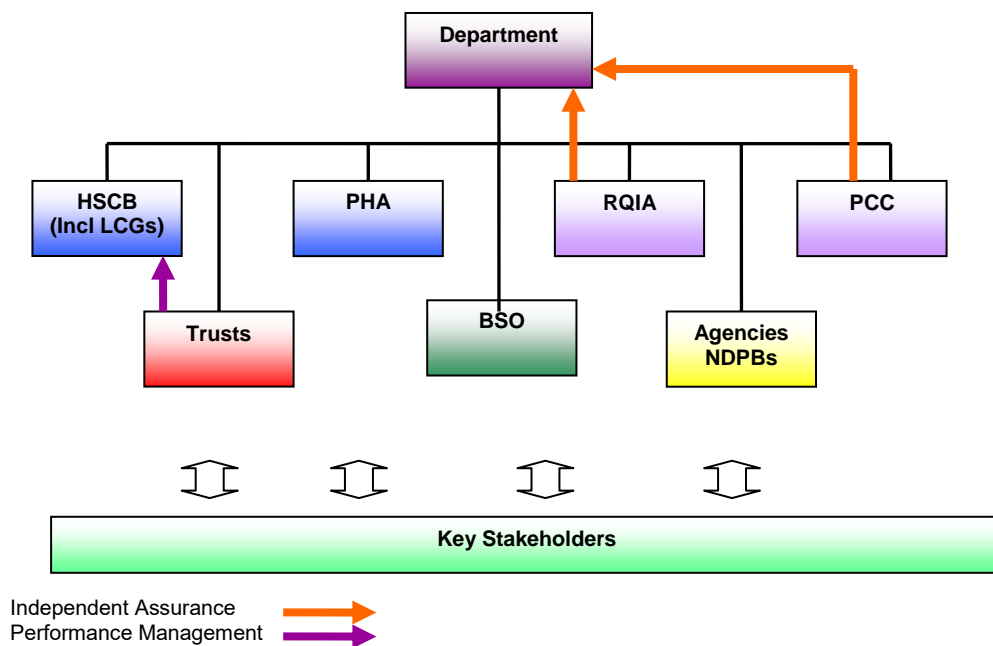 Department
HSCB
(Incl LCGs)
PHA
RQIA
PCC
Trusts
BSO
Agencies
NDPBs
Key Stakeholders
Independent Assurance
Performance Management